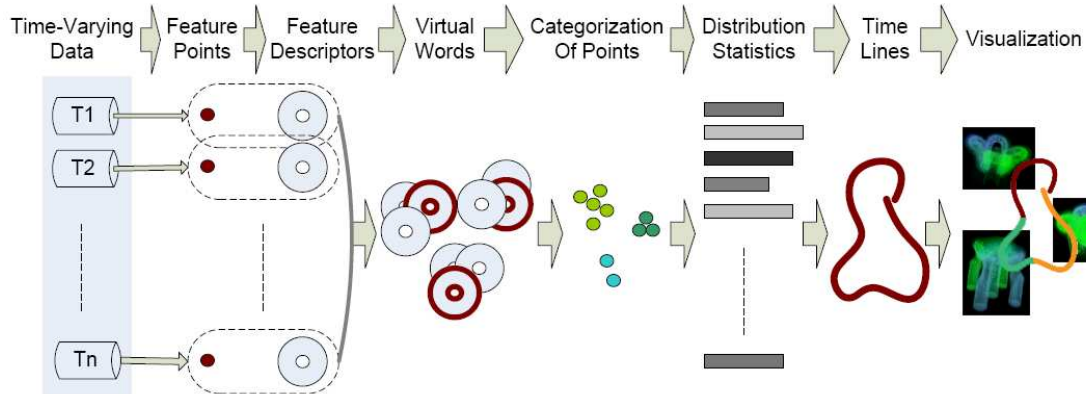 Time-Varying
Data
Feature
Points
Feature
Descriptors
Virtual
Words
Categorization
Of Points
Distribution
Statistics
Time
Lines
Visualization
T1
T2
Tn